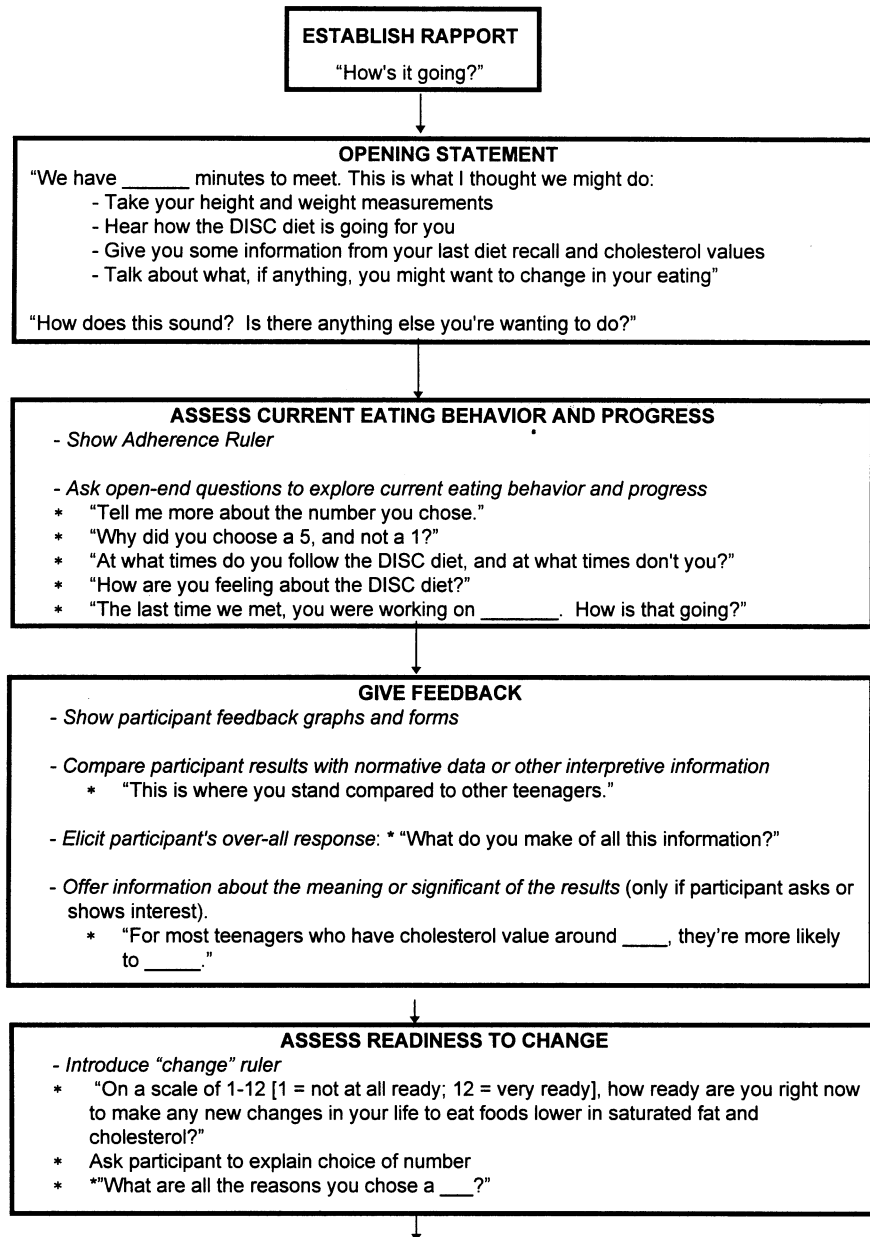 ESTABLISH RAPPORT
“How's it going?”
OPENING STATEMENT
“We have ______ minutes to meet. This is what I thought we might do:
- Take your height and weight measurements
- Hear how the DISC diet is going for you
- Give you some information from your last diet recall and cholesterol values
- Talk about what, if anything, you might want to change in your eating”
“How does this sound?  Is there anything else you're wanting to do?”
ASSESS CURRENT EATING BEHAVIOR AND PROGRESS
- Show Adherence Ruler
- Ask open-end questions to explore current eating behavior and progress
* “Tell me more about the number you chose.”
* “Why did you choose a 5, and not a 1?”
* “At what times do you follow the DISC diet, and at what times don't you?”
* “How are you feeling about the DISC diet?”
* “The last time we met, you were working on _______.  How is that going?”
GIVE FEEDBACK
- Show participant feedback graphs and forms
- Compare participant results with normative data or other interpretive information
* “This is where you stand compared to other teenagers.”
- Elicit participant's over-all response: * “What do you make of all this information?”
- Offer information about the meaning or significant of the results (only if participant asks or
shows interest).
* “For most teenagers who have cholesterol value around ____, they're more likely
to _____.”
ASSESS READINESS TO CHANGE
- Introduce “change” ruler
* “On a scale of 1-12 [1 = not at all ready; 12 = very ready], how ready are you right now
to make any new changes in your life to eat foods lower in saturated fat and
cholesterol?”
* Ask participant to explain choice of number
* *”What are all the reasons you chose a ___?”